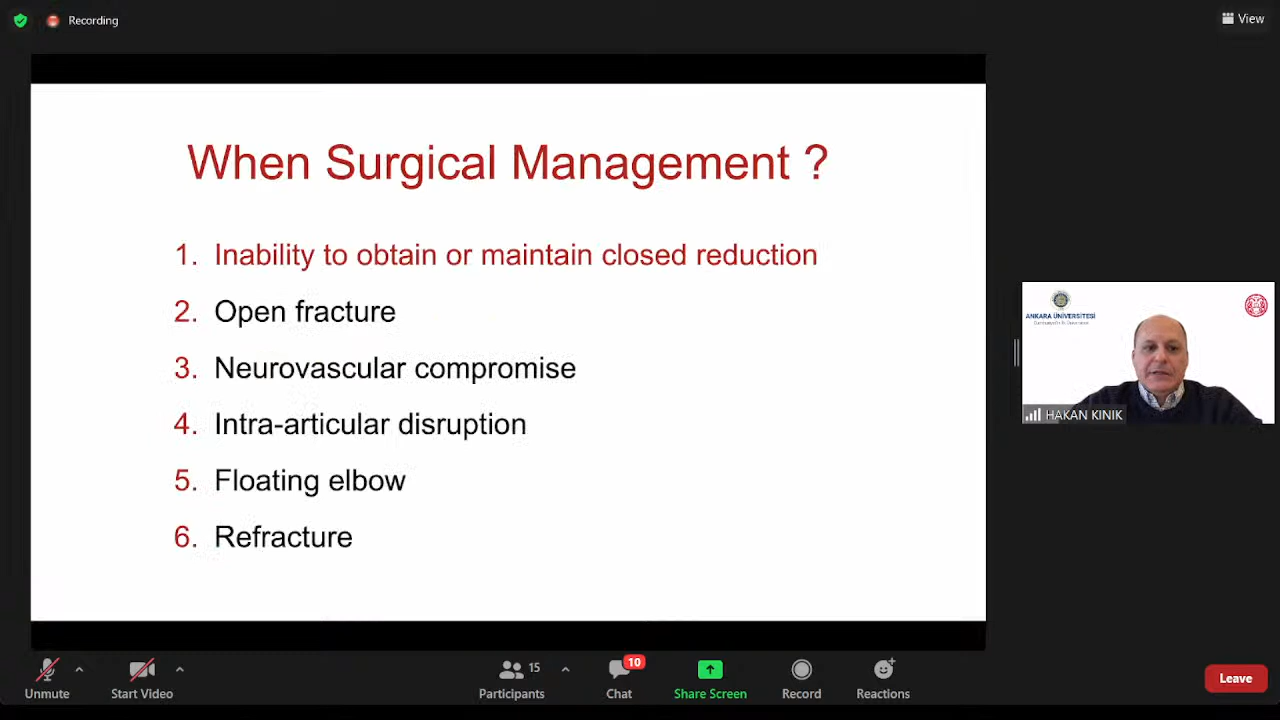 Recording
View
When Surgical Management ?
1. Inability to obtain or maintain closed reduction
2. Open fracture
3. Neurovascular compromise
4. Intra-articular disruption
5. Floating elbow
6. Refracture
ANKARA ÜNİVERSİTESİ
HAKAN KINIK
Unmute
Start Video
15
Participants
10
Chat
Share Screen
Record
Reactions
Leave